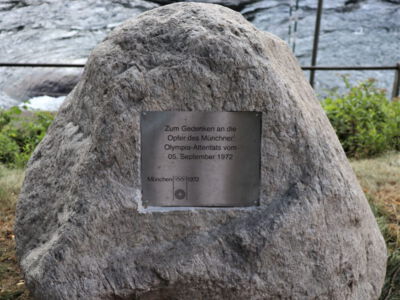 Zum Gedenken an die
Opfer des Münchner
Olympia-Attentats vom
05. September 1972
München 1972